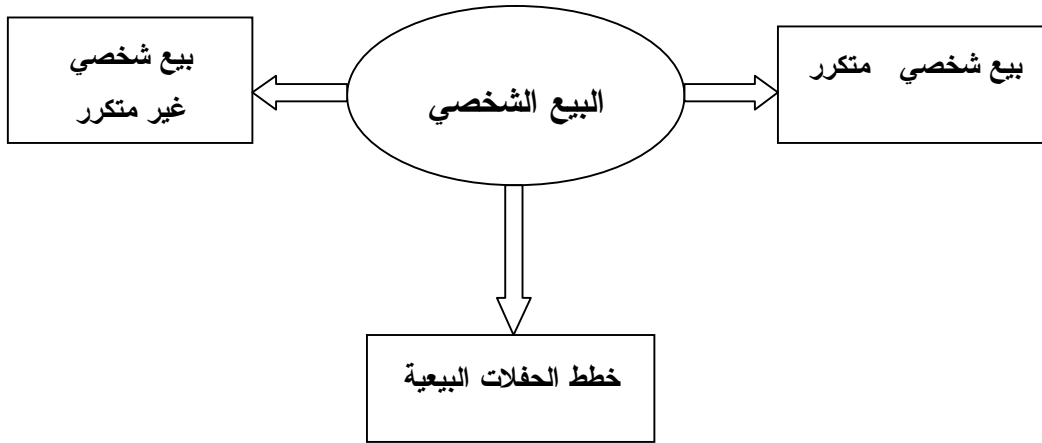 بيع شخصي متكرر
البيع الشخصي
بيع شخصي
غير متكرر
خطط الحفلات البيعية